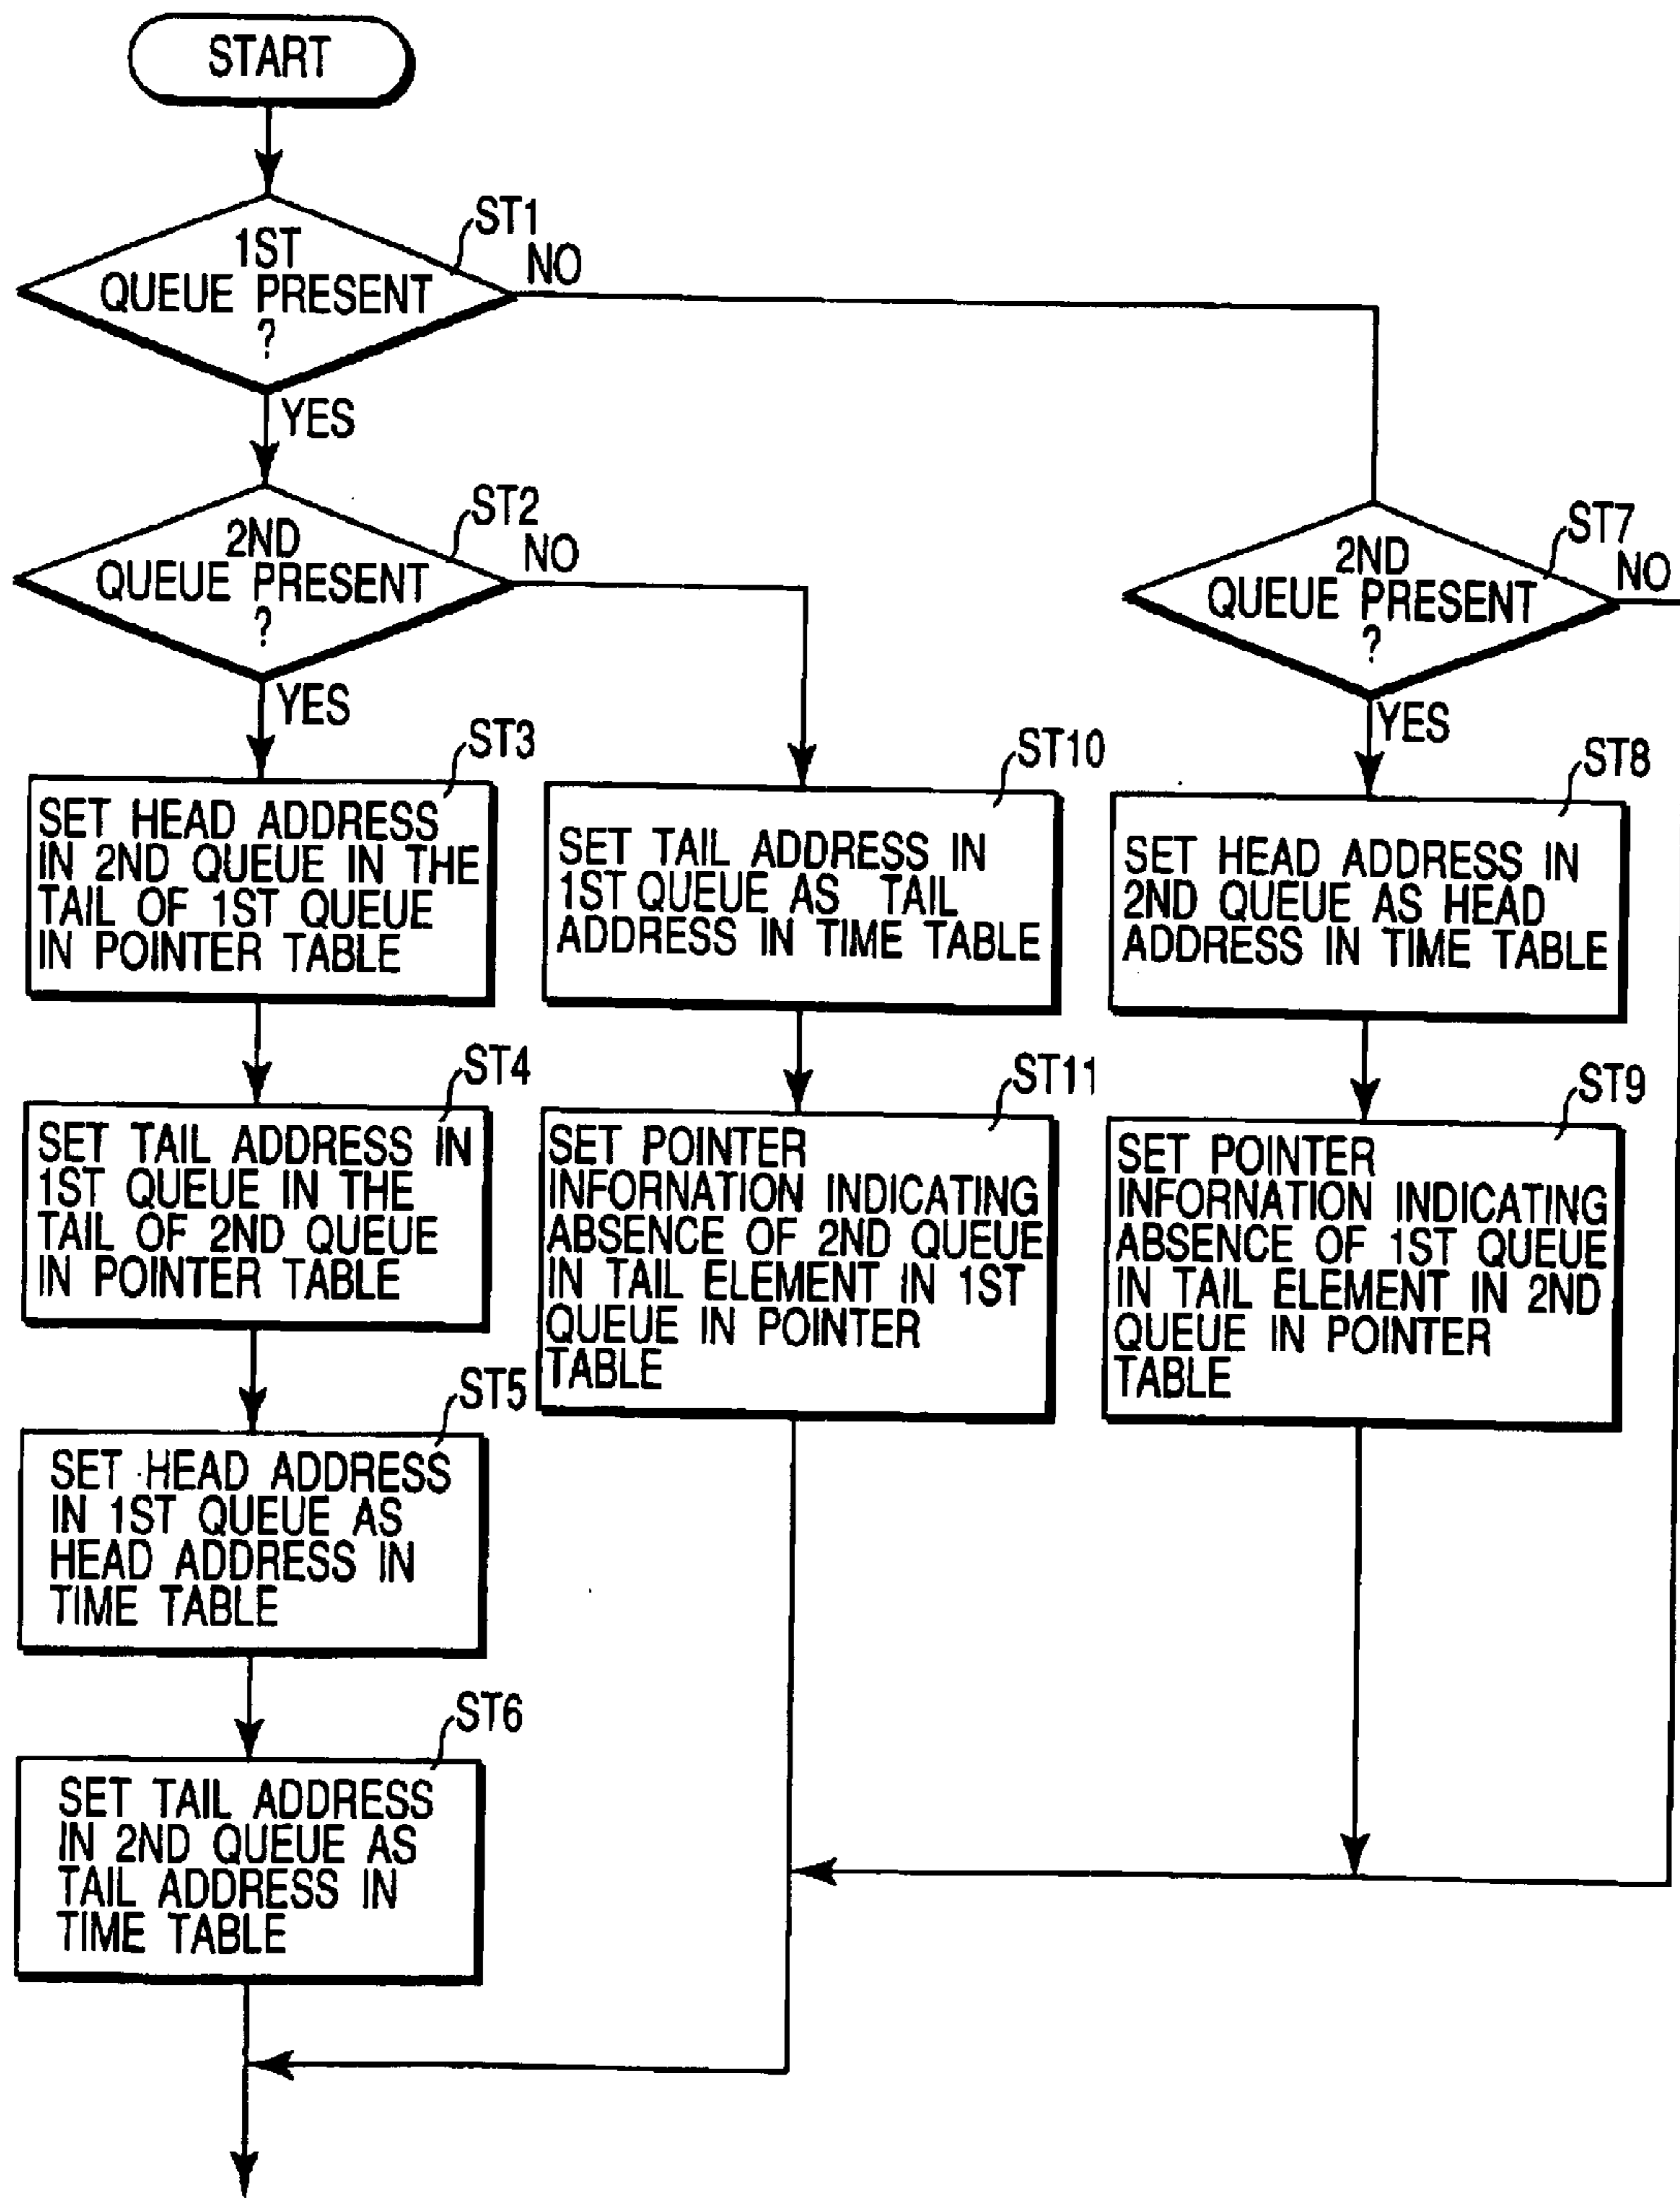 START
ST1
1ST
QUEUE PRESENT
?
NO
YES
ST2
2ND
QUEUE PRESENT
?
NO
YES
ST7
2ND
QUEUE PRESENT
?
NO
YES
ST3
SET HEAD ADDRESS
IN 2ND QUEUE IN THE
TAIL OF 1ST QUEUE
IN POINTER TABLE
ST10
SET TAIL ADDRESS IN
1ST QUEUE AS TAIL
ADDRESS IN TIME TABLE
ST8
SET HEAD ADDRESS IN
2ND QUEUE AS HEAD
ADDRESS IN TIME TABLE
ST4
SET TAIL ADDRESS IN
1ST QUEUE IN THE
TAIL OF 2ND QUEUE
IN POINTER TABLE
ST11
SET POINTER
INFORNATION INDICATING
ABSENCE OF 2ND QUEUE
IN TAIL ELEMENT IN 1ST
QUEUE IN POINTER
TABLE
ST9
SET POINTER
INFORNATION INDICATING
ABSENCE OF 1ST QUEUE
IN TAIL ELEMENT IN 2ND
QUEUE IN POINTER
TABLE
ST5
SET HEAD ADDRESS
IN 1ST QUEUE AS
HEAD ADDRESS IN
TIME TABLE
ST6
SET TAIL ADDRESS
IN 2ND QUEUE AS
TAIL ADDRESS IN
TIME TABLE